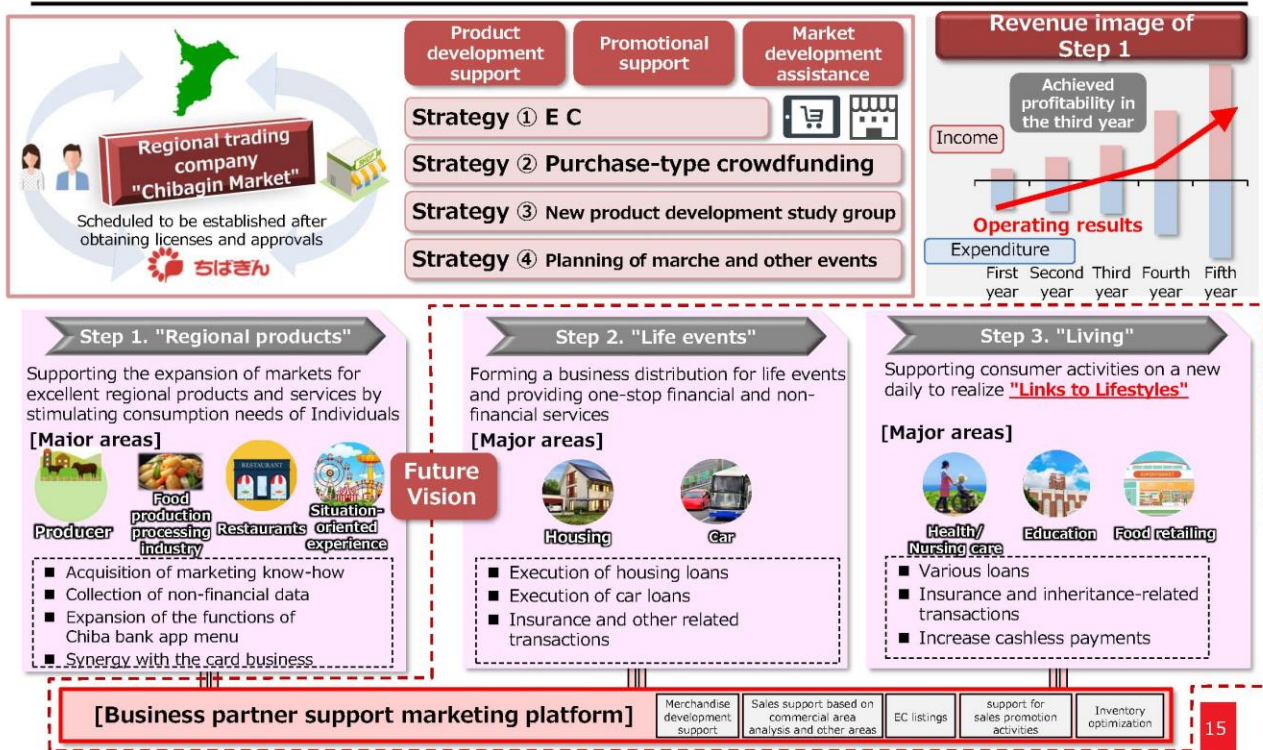 Product
development
support
Promotional
support
Market
development
assistance
Regional trading
company
"Chibagin Market"
SHOP
Scheduled to be established after
obtaining licenses and approvals
ちばぎん
Strategy ① E C
Strategy ② Purchase-type crowdfunding
Strategy ③ New product development study group
Strategy ④ Planning of marche and other events
Revenue image of
Step 1
Achieved
profitability in
the third year
Income
Operating results
Expenditure
First year
Second year
Third year
Fourth year
Fifth year
Step 1. "Regional products"
Supporting the expansion of markets for
excellent regional products and services by
stimulating consumption needs of Individuals
[Major areas]
RESTAURANT
Producer
Food
production
processing
industry
Restaurants
Situation-
oriented
experience
■ Acquisition of marketing know-how
■ Collection of non-financial data
■ Expansion of the functions of
Chiba bank app menu
■ Synergy with the card business
Future
Vision
Step 2. "Life events"
Forming a business distribution for life events
and providing one-stop financial and non-
financial services
[Major areas]
Housing
Car
■ Execution of housing loans
■ Execution of car loans
■ Insurance and other related
transactions
Step 3. "Living"
Supporting consumer activities on a new
daily to realize "Links to Lifestyles"
[Major areas]
Health/
Nursing care
Education
Food retailing
■ Various loans
■ Insurance and inheritance-related
transactions
■ Increase cashless payments
[Business partner support marketing platform]
Merchandise
development
support
Sales support based on
commercial area
analysis and other areas
EC listings
support for
sales promotion
activities
Inventory
optimization
15